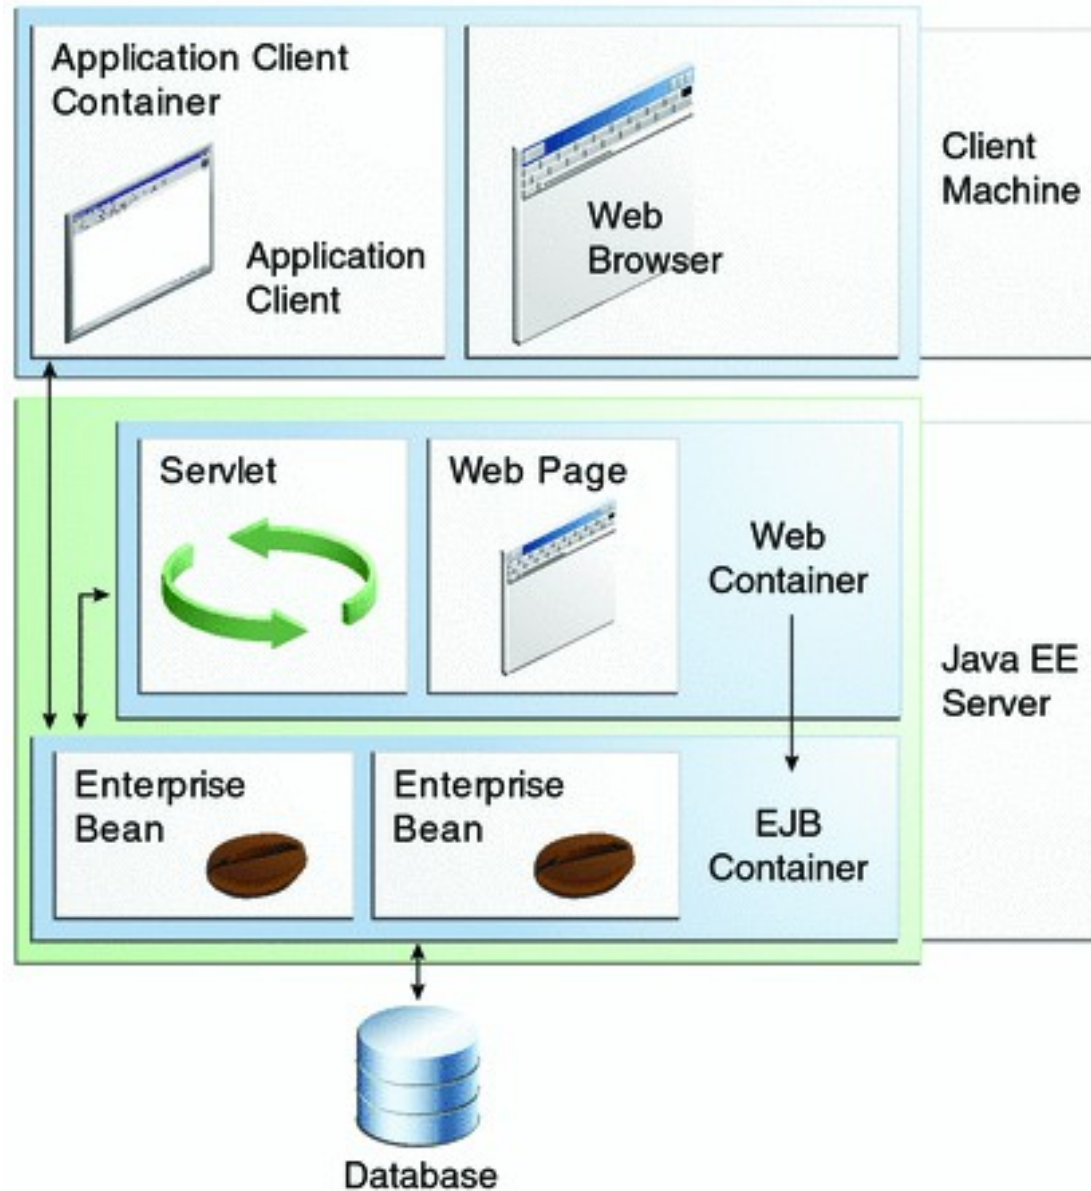 Application Client
Container
Application
Client
Web
Browser
Client
Machine
Servlet
Web Page
Web
Container
Java EE
Server
Enterprise
Bean
Enterprise
Bean
EJB
Container
Database